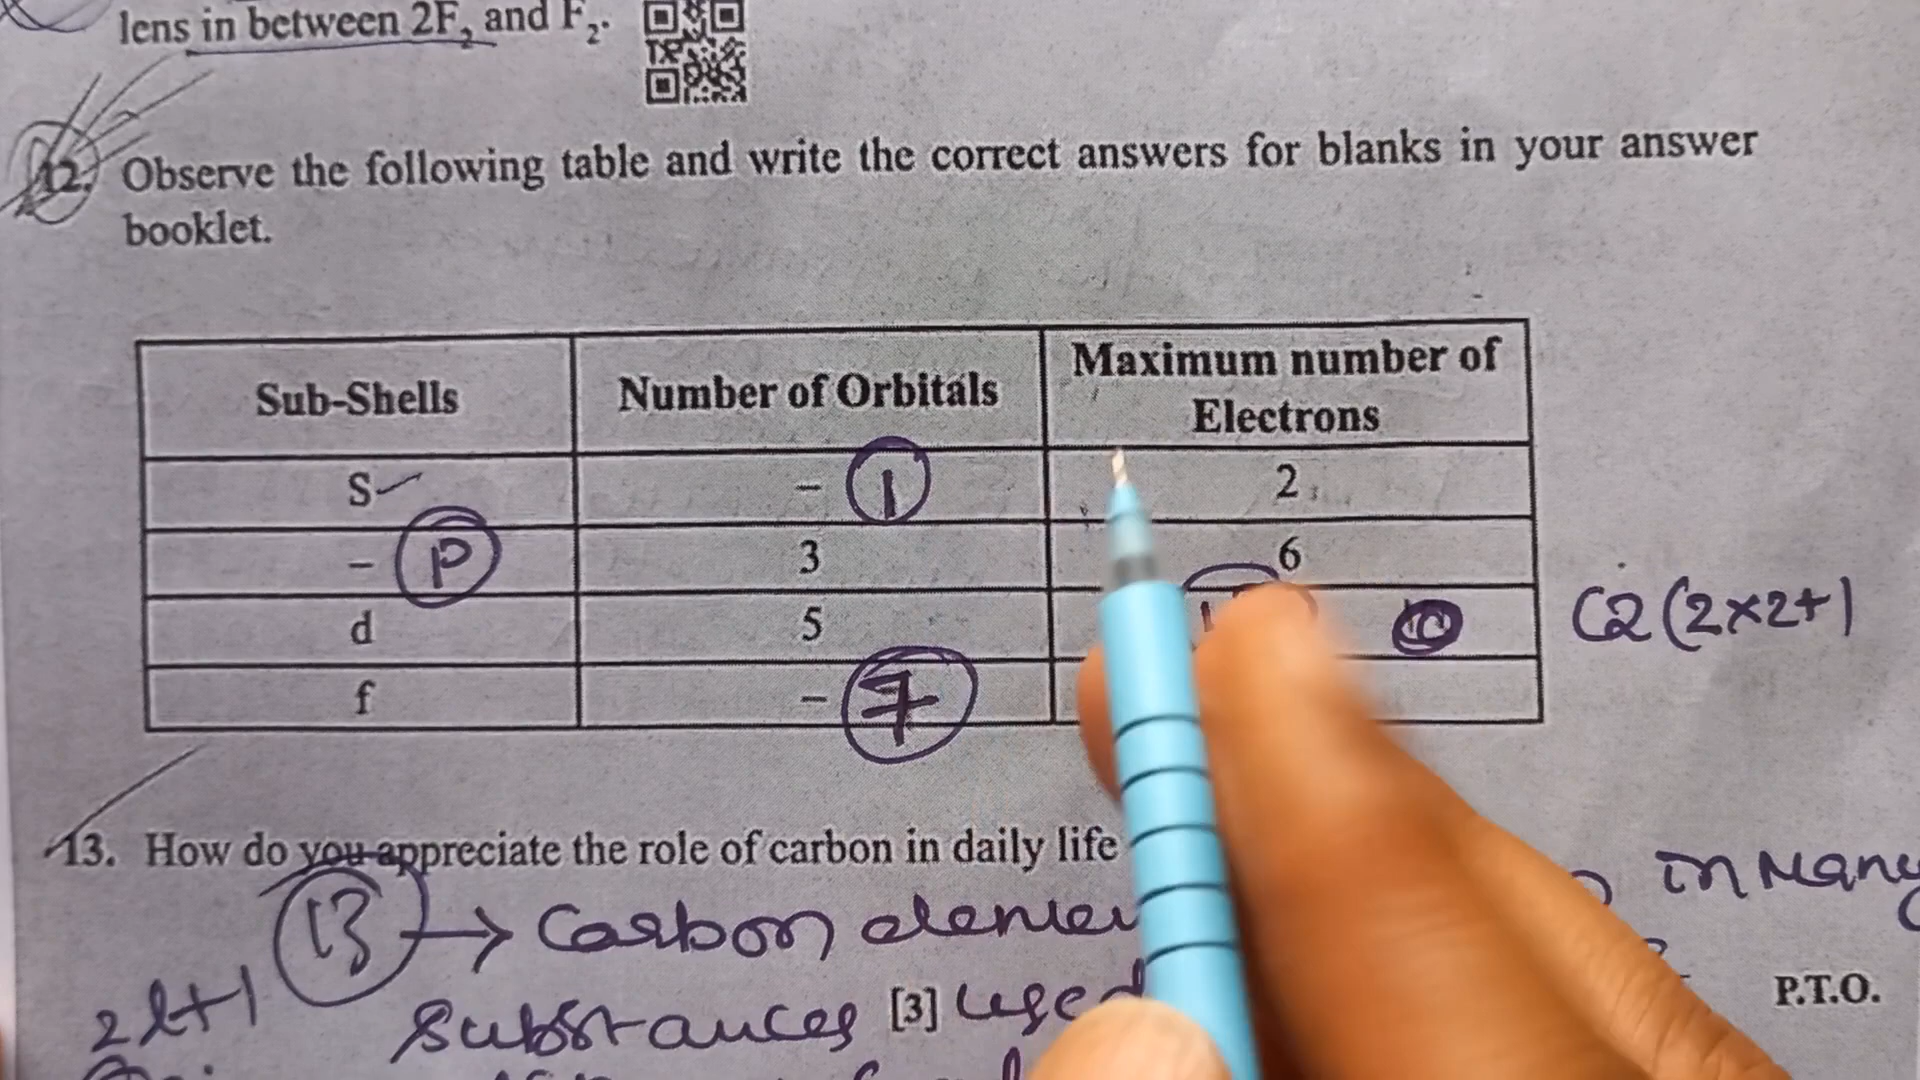 lens in between 2F₂ and F₂.
12. Observe the following table and write the correct answers for blanks in your answer
booklet.
Sub-Shells Number of Orbitals Maximum number of Electrons
S – 1 2
– P 3 6
d 5 10 (2(2×2+1
f – 7
13. How do you appreciate the role of carbon in daily life
13 → Carbon in Many
2l+1 substances [3] used
P.T.O.